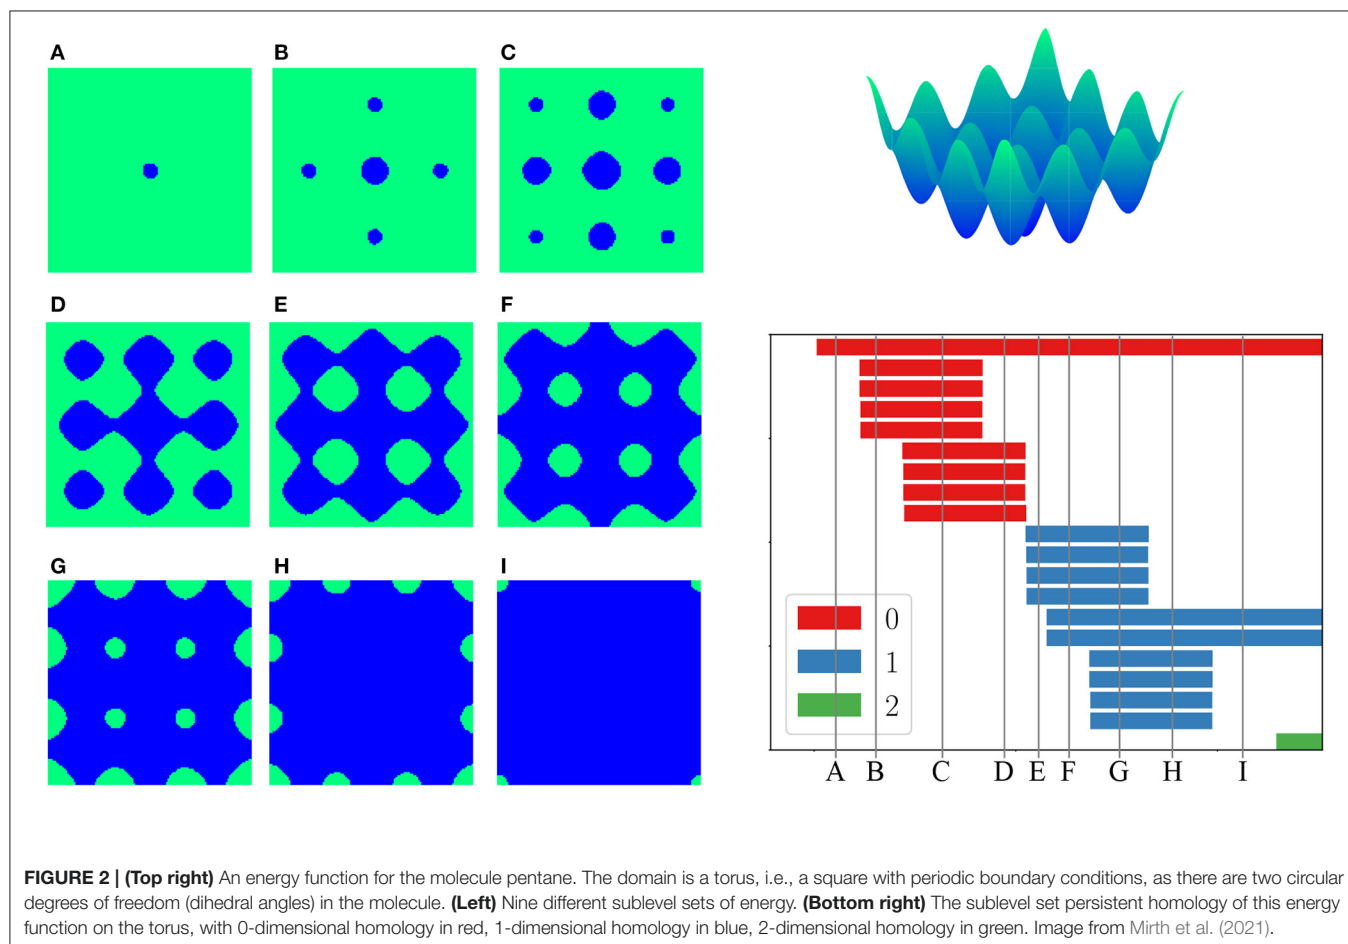 A
B
C
D
E
F
G
H
I
0
1
2
A B C D E F G H I
FIGURE 2 | (Top right) An energy function for the molecule pentane. The domain is a torus, i.e., a square with periodic boundary conditions, as there are two circular
degrees of freedom (dihedral angles) in the molecule. (Left) Nine different sublevel sets of energy. (Bottom right) The sublevel set persistent homology of this energy
function on the torus, with 0-dimensional homology in red, 1-dimensional homology in blue, 2-dimensional homology in green. Image from Mirth et al. (2021).